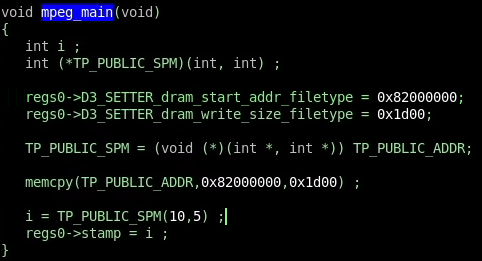 void mpeg_main(void)
{
int i ;
int (*TP_PUBLIC_SPM)(int, int) ;
regs0->D3_SETTER_dram_start_addr_filetype = 0x82000000;
regs0->D3_SETTER_dram_write_size_filetype = 0x1d00;
TP_PUBLIC_SPM = (void (*)(int *, int *)) TP_PUBLIC_ADDR;
memcpy(TP_PUBLIC_ADDR,0x82000000,0x1d00) ;
i = TP_PUBLIC_SPM(10,5) ;
regs0->stamp = i ;
}